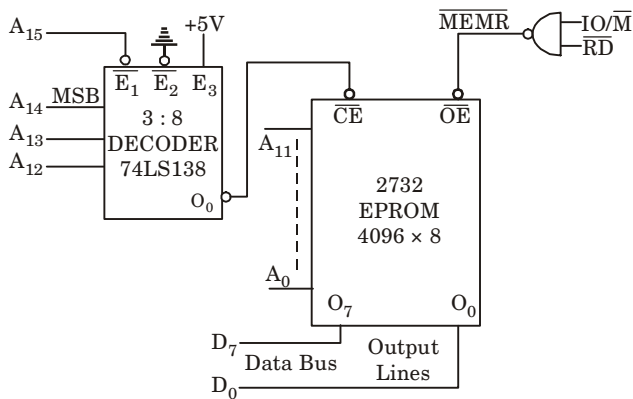 A15
+5V
MEMR
IO/M
RD
E1 E2 E3
A14 MSB
A13
A12
3 : 8
DECODER
74LS138
O0
CE OE
A11
2732
EPROM
4096 × 8
A0
O7 O0
D7
Data Bus
Output
Lines
D0